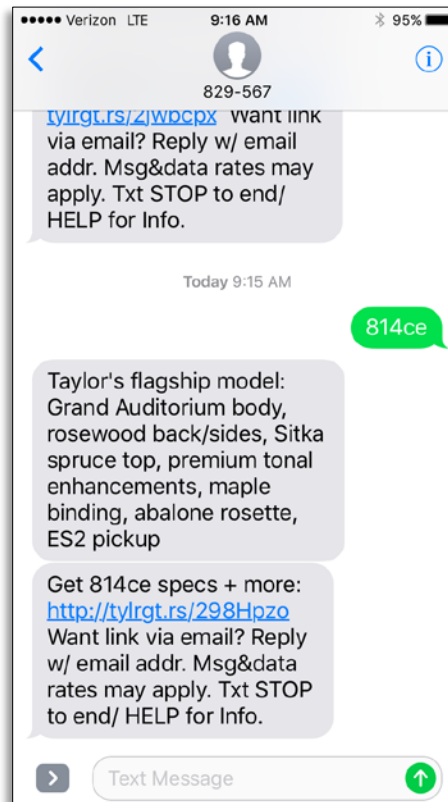 Verizon LTE 9:16 AM 95%
829-567
tylrgt.rs/2jwbcpx Want link
via email? Reply w/ email
addr. Msg&data rates may
apply. Txt STOP to end/
HELP for Info.
Today 9:15 AM
814ce
Taylor's flagship model:
Grand Auditorium body,
rosewood back/sides, Sitka
spruce top, premium tonal
enhancements, maple
binding, abalone rosette,
ES2 pickup
Get 814ce specs + more:
http://tylrgt.rs/298Hpzo
Want link via email? Reply
w/ email addr. Msg&data
rates may apply. Txt STOP
to end/ HELP for Info.
Text Message